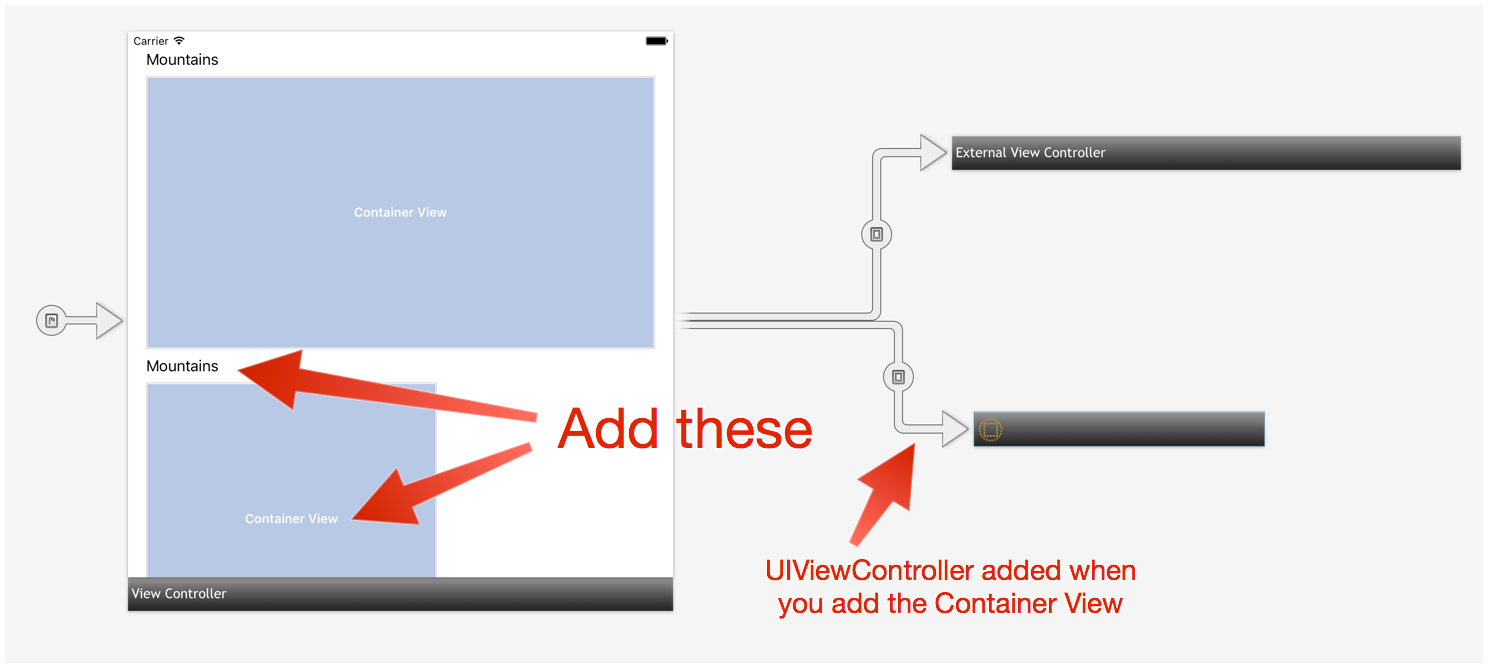 Carrier
Mountains
Container View
External View Controller
Mountains
Add these
Container View
UIViewController added when
you add the Container View
View Controller